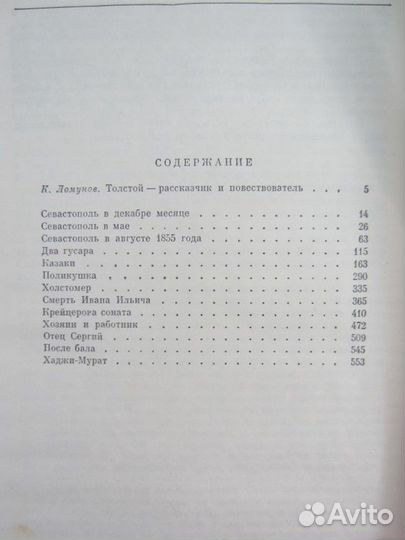 СОДЕРЖАНИЕ
К. Ломунов. Толстой — рассказчик и повествователь . . . 5
Севастополь в декабре месяце . . . . . . . . . . . 14
Севастополь в мае . . . . . . . . . . . . . . 26
Севастополь в августе 1855 года . . . . . . . . . . 63
Два гусара . . . . . . . . . . . . . . . . 115
Казаки . . . . . . . . . . . . . . . . . 163
Поликушка . . . . . . . . . . . . . . . . 290
Холстомер . . . . . . . . . . . . . . . . 335
Смерть Ивана Ильича . . . . . . . . . . . . . 365
Крейцерова соната . . . . . . . . . . . . . . 410
Хозяин и работник . . . . . . . . . . . . . . 472
Отец Сергий . . . . . . . . . . . . . . . . 509
После бала . . . . . . . . . . . . . . . . 545
Хаджи-Мурат . . . . . . . . . . . . . . . . 553
Avito